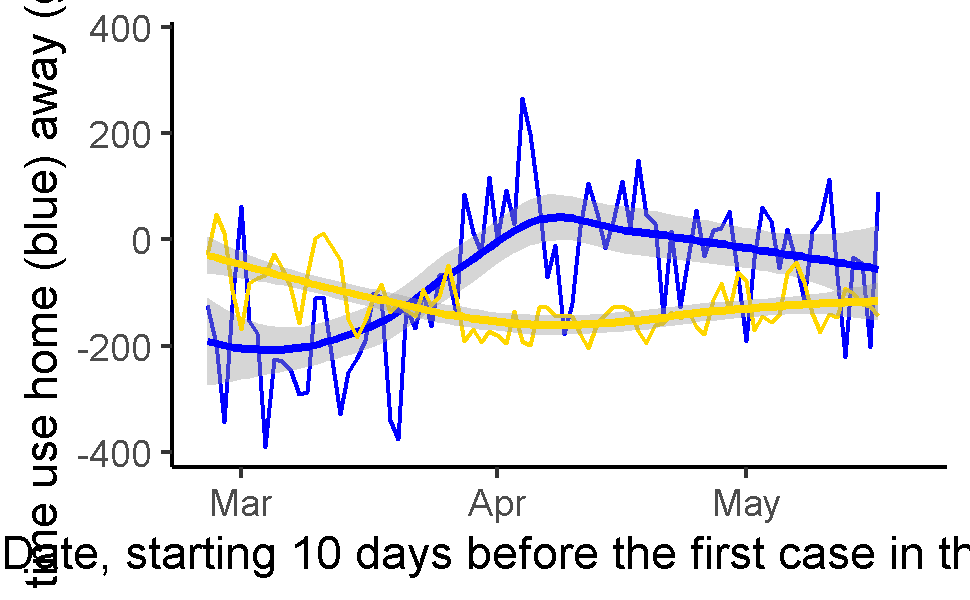 400
200
0
-200
-400
time use home (blue) away (
Mar Apr May
Date, starting 10 days before the first case in th